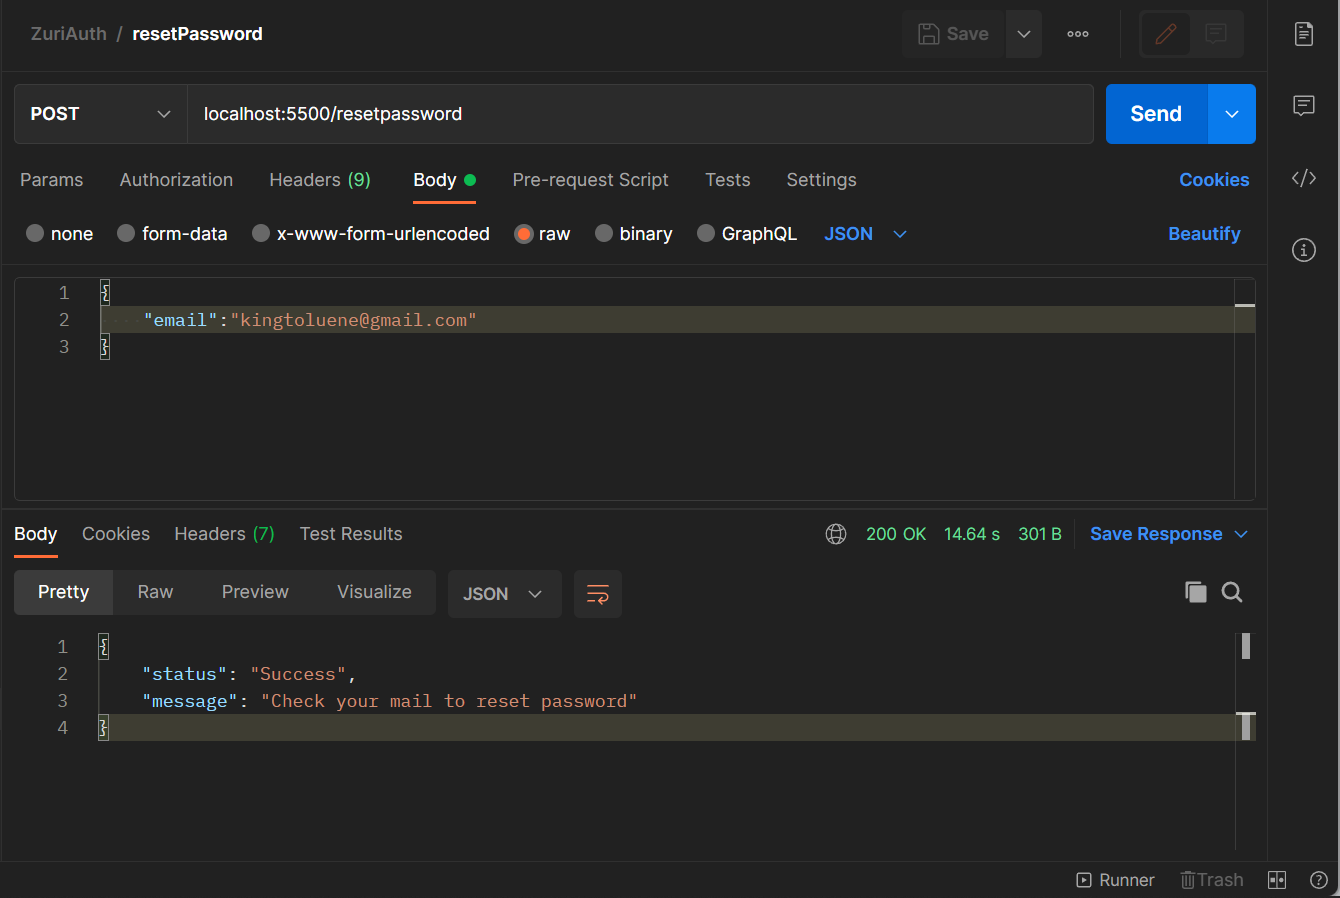 ZuriAuth / resetPassword
Save
POST
localhost:5500/resetpassword
Send
Params Authorization Headers (9) Body Pre-request Script Tests Settings Cookies
none form-data x-www-form-urlencoded raw binary GraphQL JSON Beautify
1 {
2 "email":"kingtoluene@gmail.com"
3 }
Body Cookies Headers (7) Test Results 200 OK 14.64 s 301 B Save Response
Pretty Raw Preview Visualize JSON
1 {
2 "status": "Success",
3 "message": "Check your mail to reset password"
4 }
Runner Trash